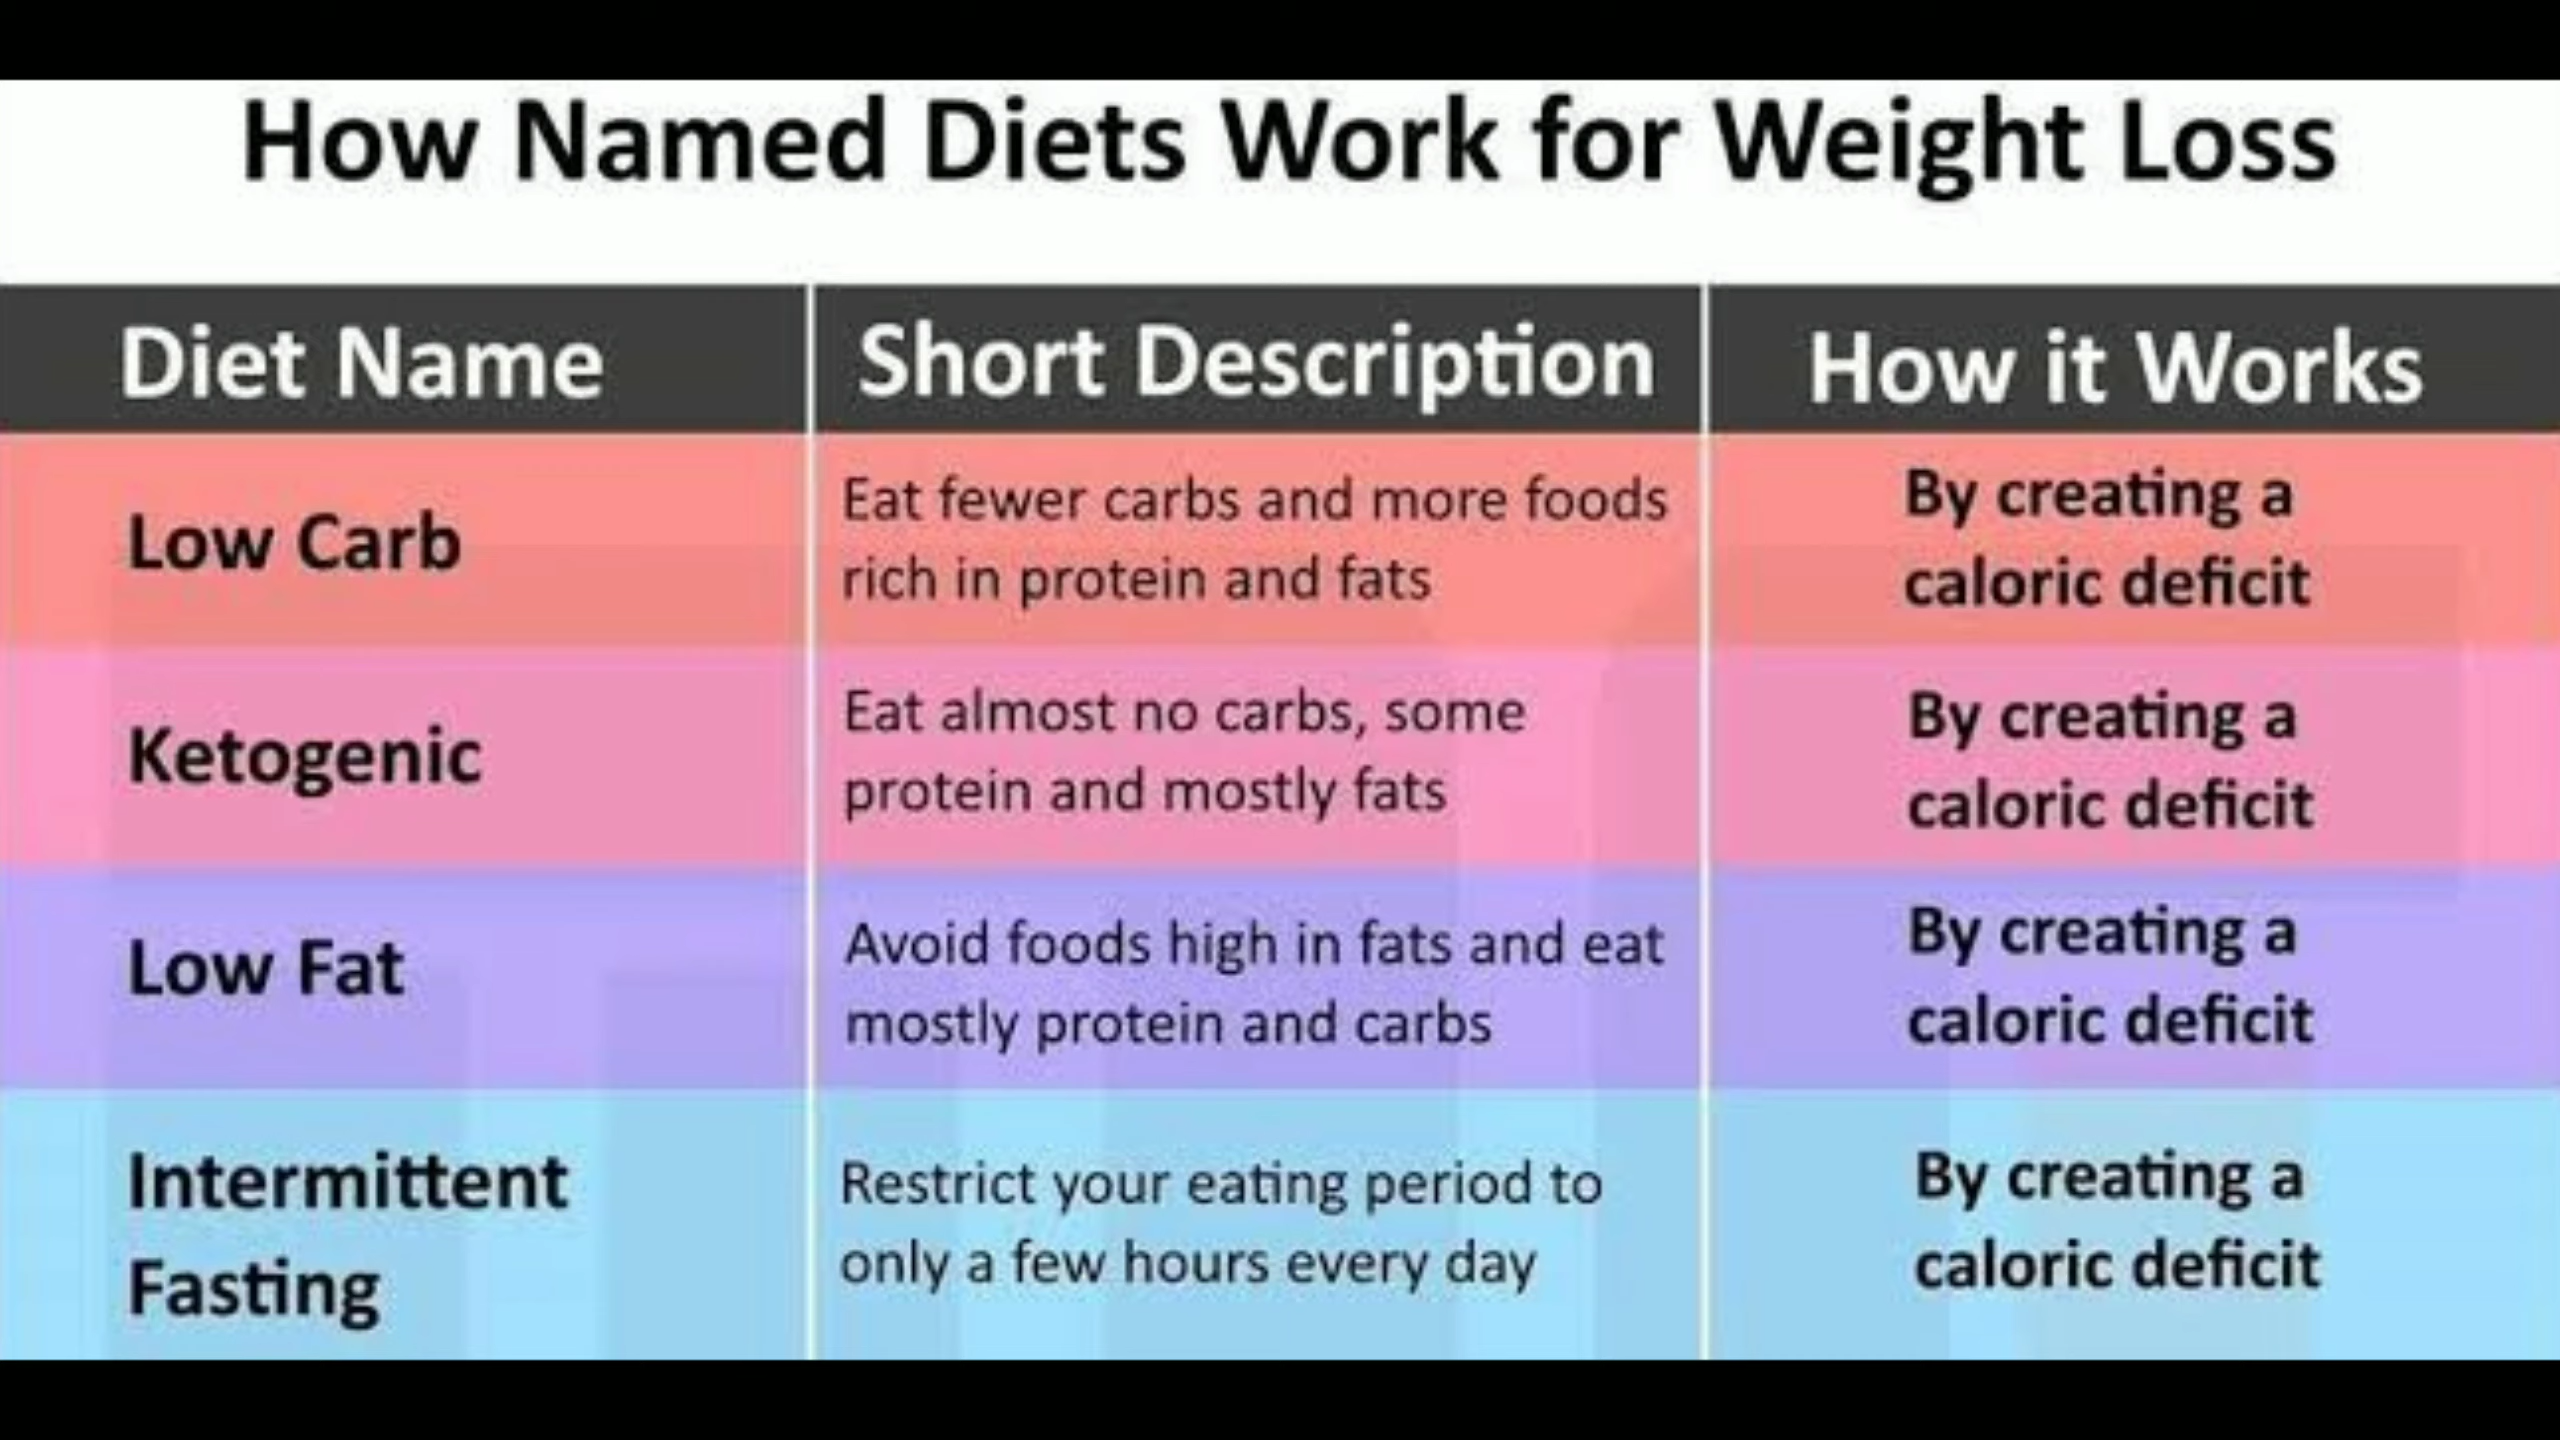 How Named Diets Work for Weight Loss
Diet Name
Short Description
How it Works
Low Carb
Eat fewer carbs and more foods
rich in protein and fats
By creating a
caloric deficit
Ketogenic
Eat almost no carbs, some
protein and mostly fats
By creating a
caloric deficit
Low Fat
Avoid foods high in fats and eat
mostly protein and carbs
By creating a
caloric deficit
Intermittent
Fasting
Restrict your eating period to
only a few hours every day
By creating a
caloric deficit